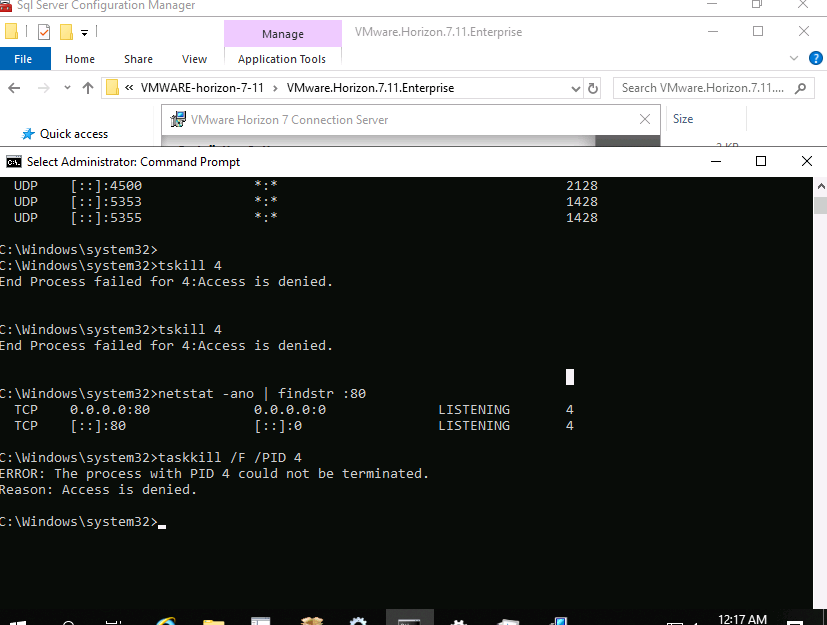 Sql Server Configuration Manager
Manage
VMware.Horizon.7.11.Enterprise
File
Home
Share
View
Application Tools
« VMWARE-horizon-7-11 › VMware.Horizon.7.11.Enterprise
Search VMware.Horizon.7.11....
Quick access
VMware Horizon 7 Connection Server
Size
Select Administrator: Command Prompt
UDP [::]:4500 *:* 2128
UDP [::]:5353 *:* 1428
UDP [::]:5355 *:* 1428
C:\Windows\system32>
C:\Windows\system32>tskill 4
End Process failed for 4:Access is denied.
C:\Windows\system32>tskill 4
End Process failed for 4:Access is denied.
C:\Windows\system32>netstat -ano | findstr :80
TCP 0.0.0.0:80 0.0.0.0:0 LISTENING 4
TCP [::]:80 [::]:0 LISTENING 4
C:\Windows\system32>taskkill /F /PID 4
ERROR: The process with PID 4 could not be terminated.
Reason: Access is denied.
C:\Windows\system32>
12:17 AM